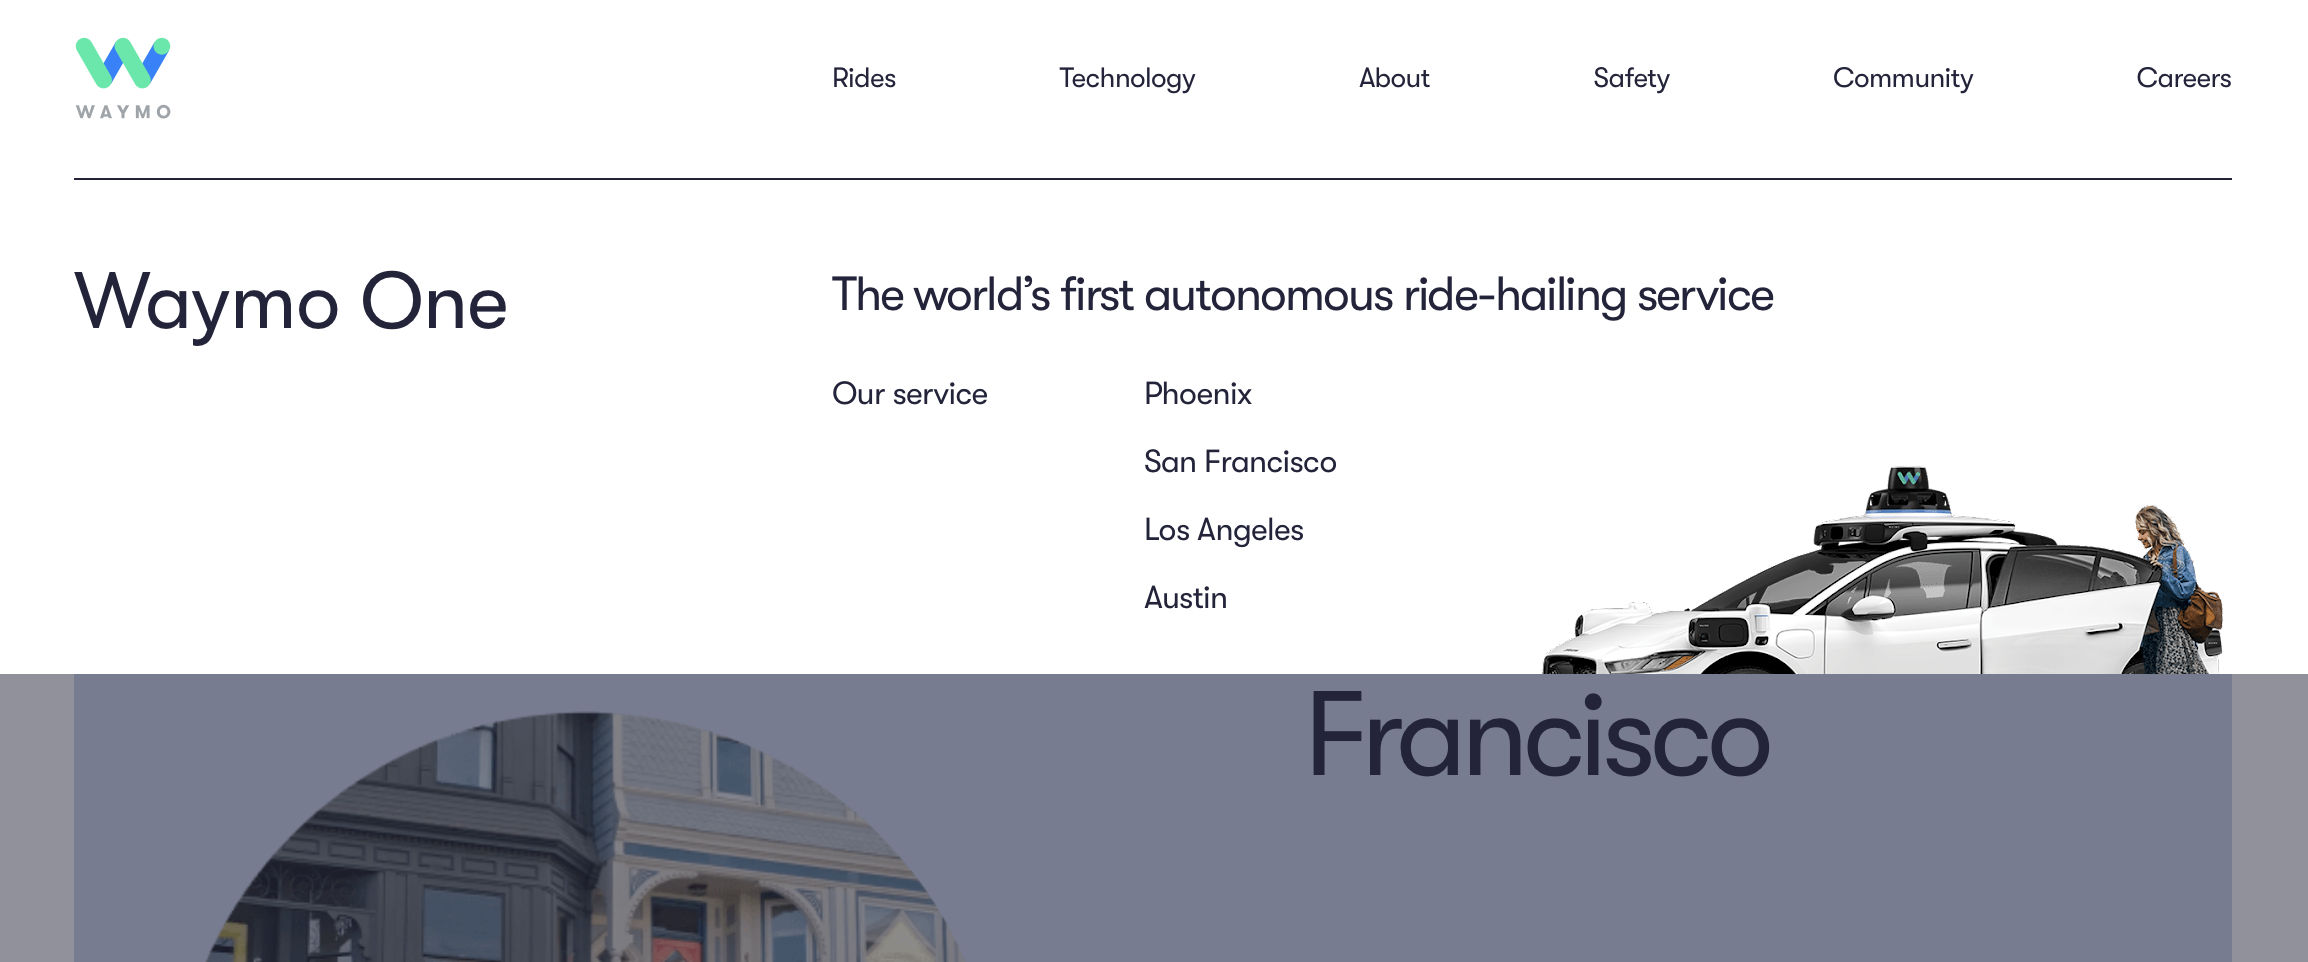 WAYMO
Rides
Technology
About
Safety
Community
Careers
Waymo One
The world’s first autonomous ride-hailing service
Our service
Phoenix
San Francisco
Los Angeles
Austin
Francisco